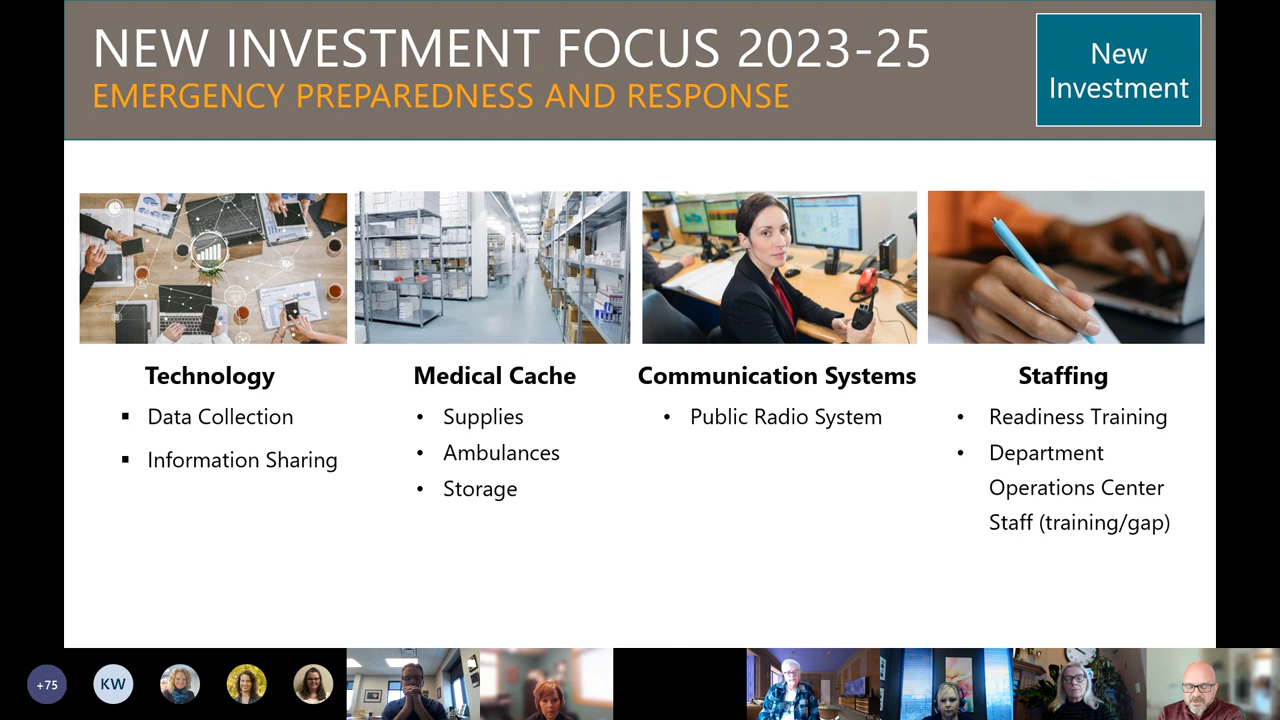 NEW INVESTMENT FOCUS 2023-25
EMERGENCY PREPAREDNESS AND RESPONSE
New
Investment
Technology
▪ Data Collection
▪ Information Sharing
Medical Cache
• Supplies
• Ambulances
• Storage
Communication Systems
• Public Radio System
Staffing
• Readiness Training
• Department
Operations Center
Staff (training/gap)
+75
KW